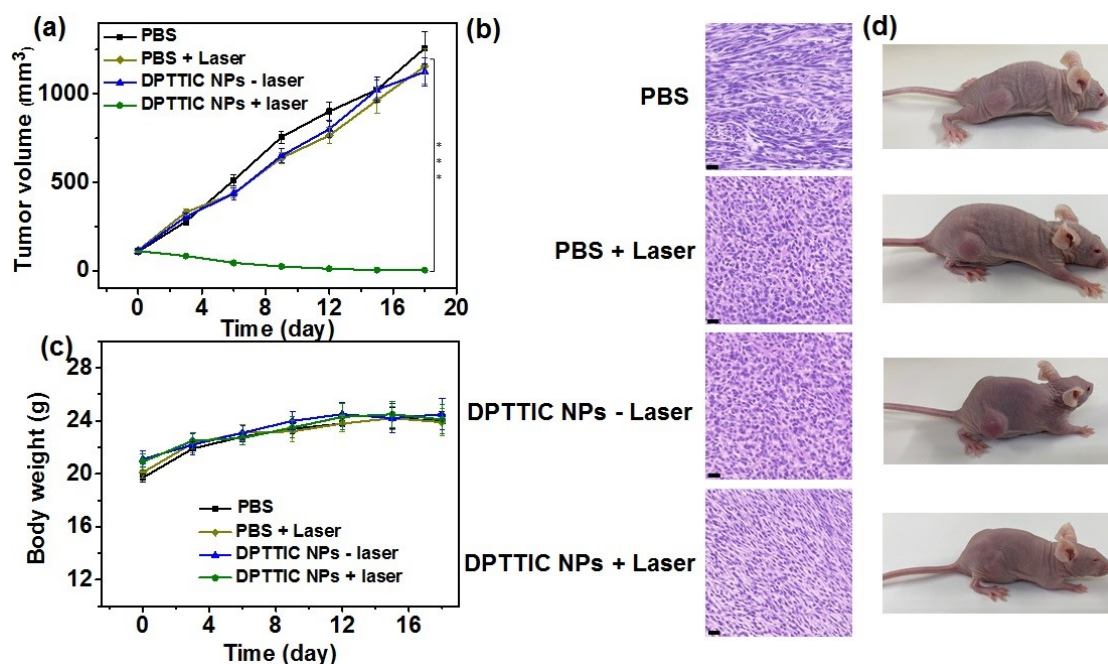 (a)
PBS
PBS + Laser
DPTTIC NPs - laser
DPTTIC NPs + laser
Tumor volume (mm³)
1000
500
0
***
0 4 8 12 16 20
Time (day)
(c)
28
24
20
16
12
Body weight (g)
PBS
PBS + Laser
DPTTIC NPs - laser
DPTTIC NPs + laser
0 4 8 12 16
Time (day)
(b)
PBS
PBS + Laser
DPTTIC NPs - Laser
DPTTIC NPs + Laser
(d)